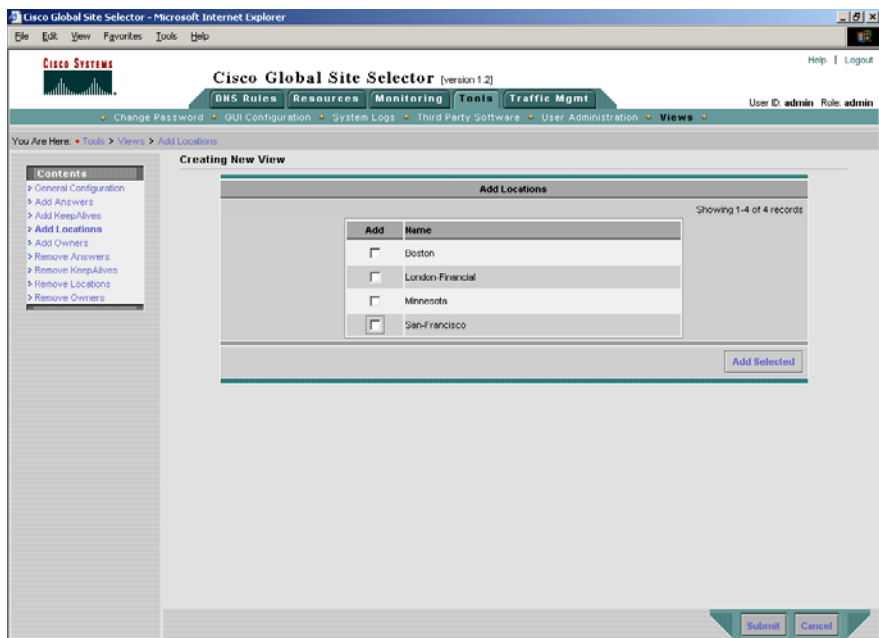 Cisco Global Site Selector - Microsoft Internet Explorer
File Edit View Favorites Tools Help
CISCO SYSTEMS
Cisco Global Site Selector [version 1.2]
Help | Logout
DNS Rules Resources Monitoring Tools Traffic Mgmt
User ID: admin Role: admin
Change Password GUI Configuration System Logs Third Party Software User Administration Views
You Are Here: Tools > Views > Add Locations
Creating New View
Contents
> General Configuration
> Add Answers
> Add KeepAlives
> Add Locations
> Add Owners
> Remove Answers
> Remove KeepAlives
> Remove Locations
> Remove Owners
Add Locations
Showing 1-4 of 4 records
Add Name
Boston
London-Financial
Minnesota
San-Francisco
Add Selected
Submit Cancel